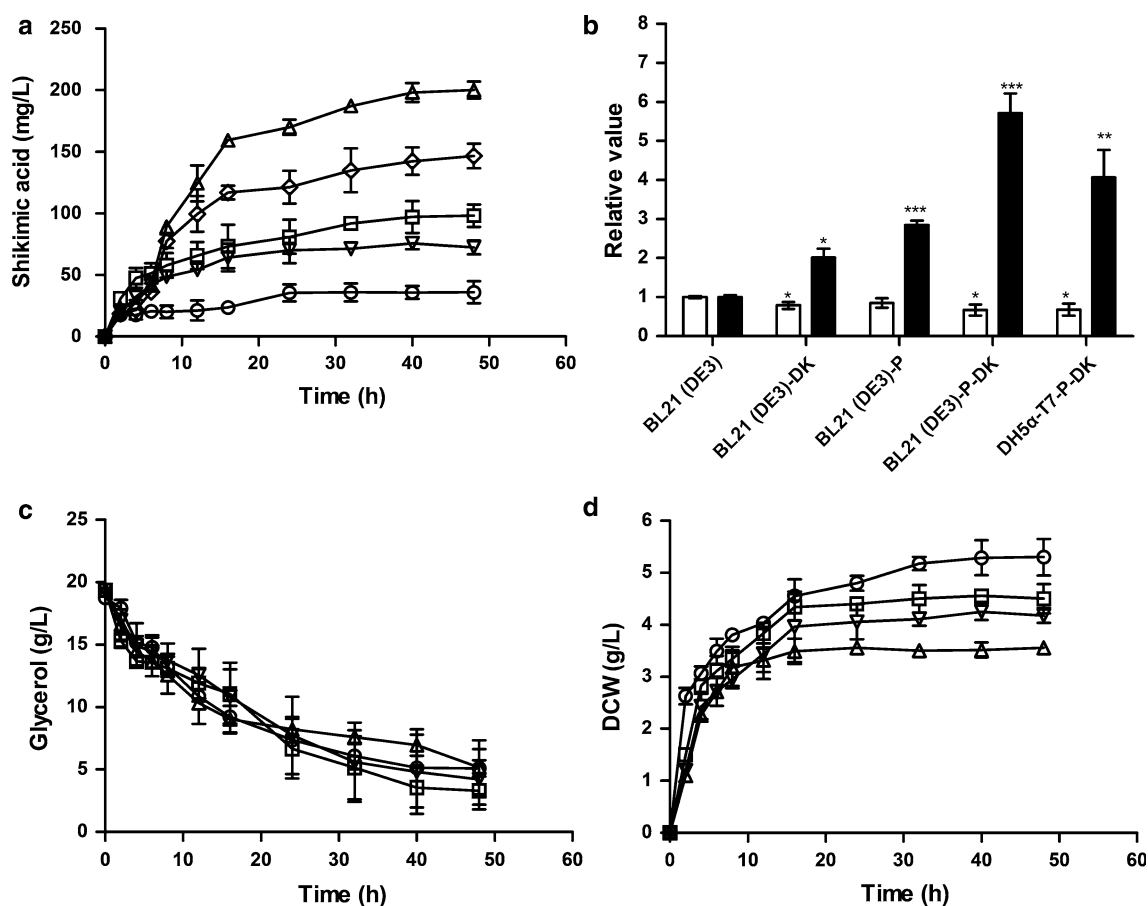 a
250
200
150
100
50
0
Shikimic acid (mg/L)
0 10 20 30 40 50 60
Time (h)
b
8
7
6
5
4
3
2
1
0
Relative value
* * *** * *** * **
BL21 (DE3)
BL21 (DE3)-DK
BL21 (DE3)-P
BL21 (DE3)-P-DK
DH5α-T7-P-DK
c
25
20
15
10
5
0
Glycerol (g/L)
0 10 20 30 40 50 60
Time (h)
d
6
5
4
3
2
1
0
DCW (g/L)
0 10 20 30 40 50 60
Time (h)